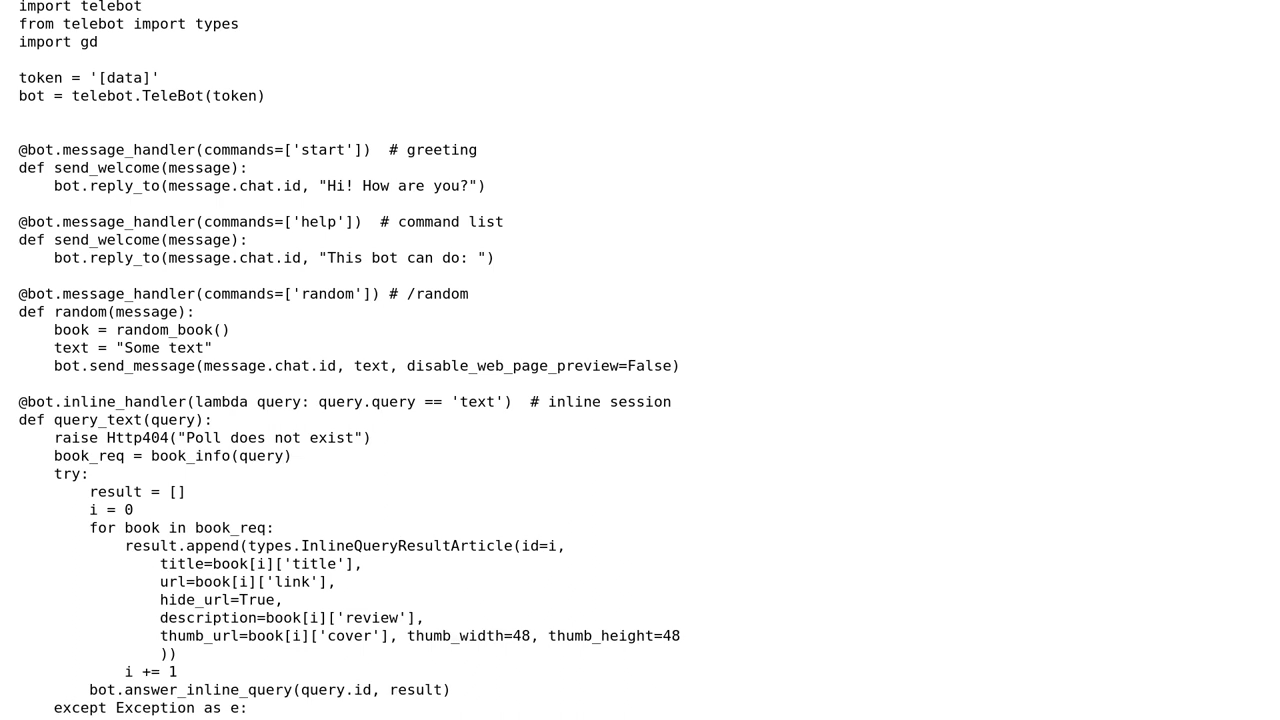 import telebot
from telebot import types
import gd

token = '[data]'
bot = telebot.TeleBot(token)


@bot.message_handler(commands=['start'])  # greeting
def send_welcome(message):
    bot.reply_to(message.chat.id, "Hi! How are you?")

@bot.message_handler(commands=['help'])  # command list
def send_welcome(message):
    bot.reply_to(message.chat.id, "This bot can do: ")

@bot.message_handler(commands=['random']) # /random
def random(message):
    book = random_book()
    text = "Some text"
    bot.send_message(message.chat.id, text, disable_web_page_preview=False)

@bot.inline_handler(lambda query: query.query == 'text')  # inline session
def query_text(query):
    raise Http404("Poll does not exist")
    book_req = book_info(query)
    try:
        result = []
        i = 0
        for book in book_req:
            result.append(types.InlineQueryResultArticle(id=i,
                title=book[i]['title'],
                url=book[i]['link'],
                hide_url=True,
                description=book[i]['review'],
                thumb_url=book[i]['cover'], thumb_width=48, thumb_height=48
                ))
            i += 1
        bot.answer_inline_query(query.id, result)
    except Exception as e: